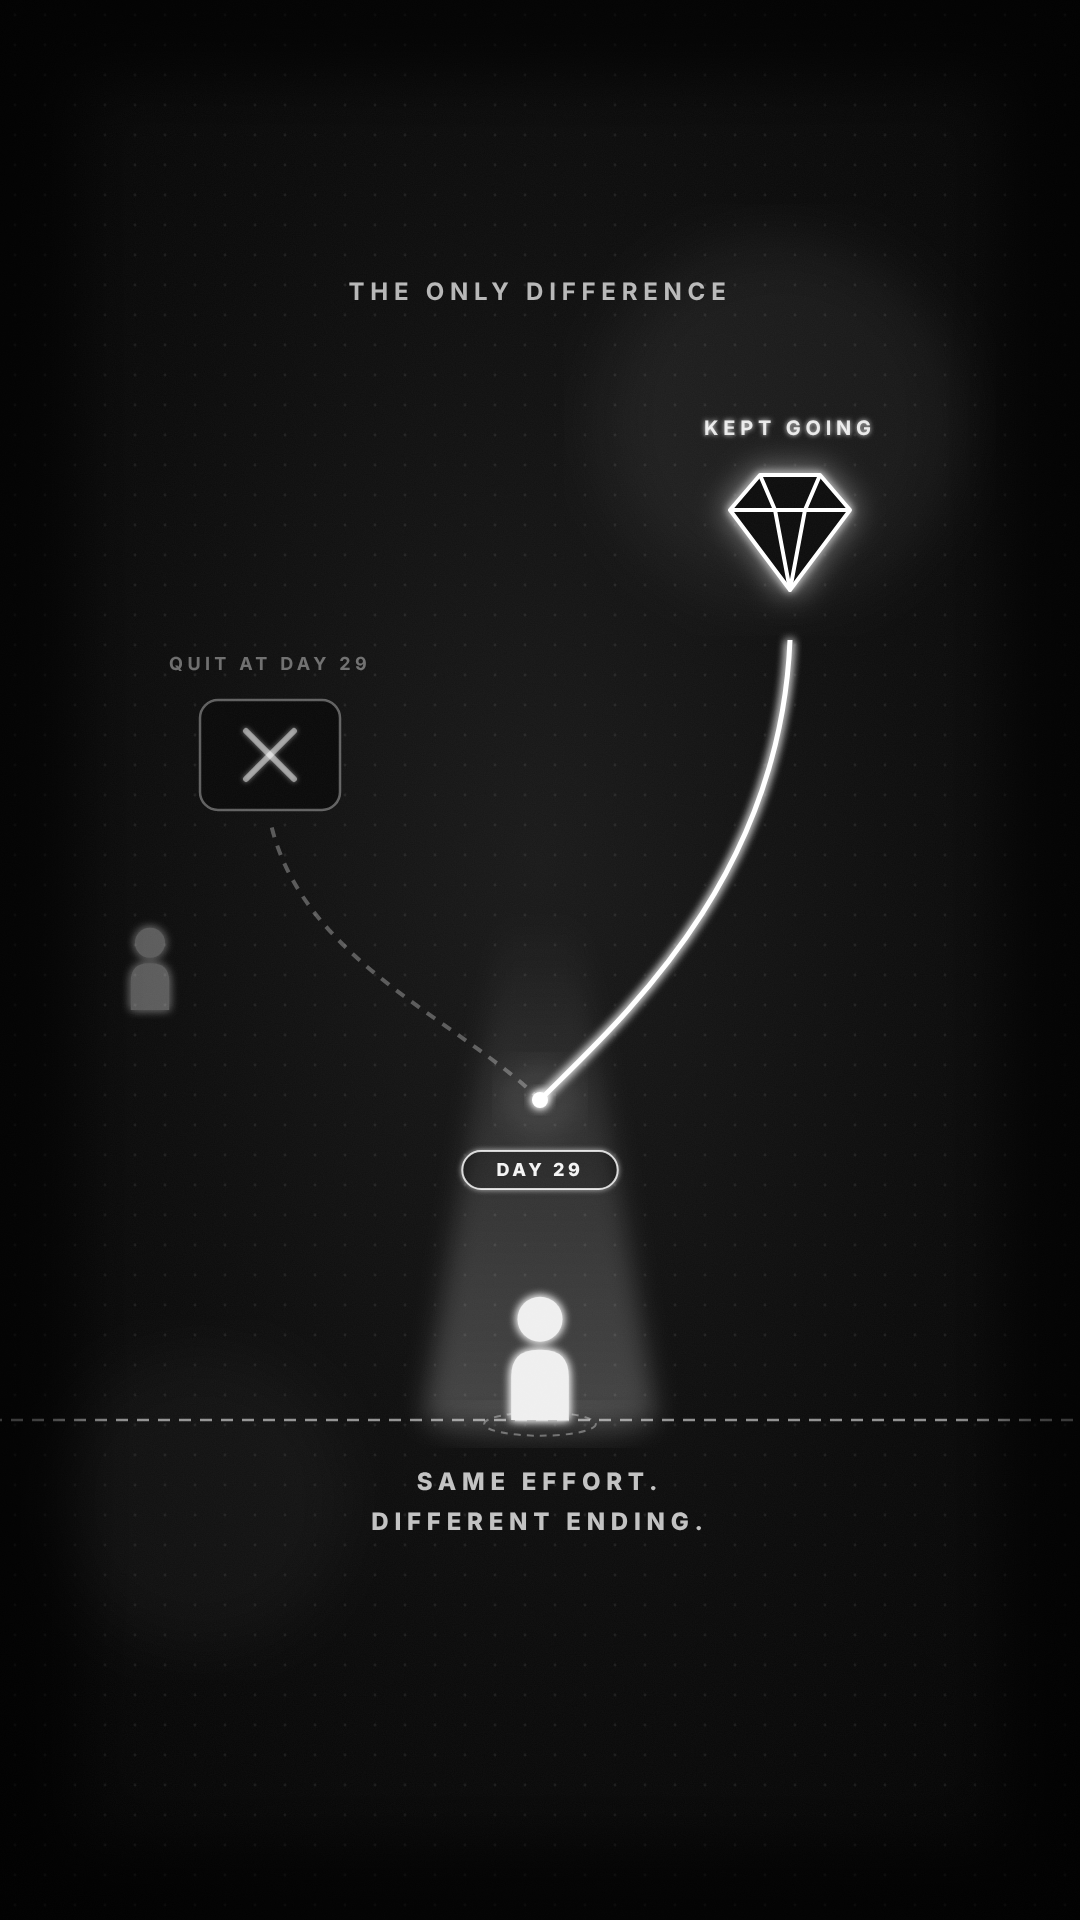 THE ONLY DIFFERENCE
KEPT GOING
QUIT AT DAY 29
DAY 29
SAME EFFORT.
DIFFERENT ENDING.